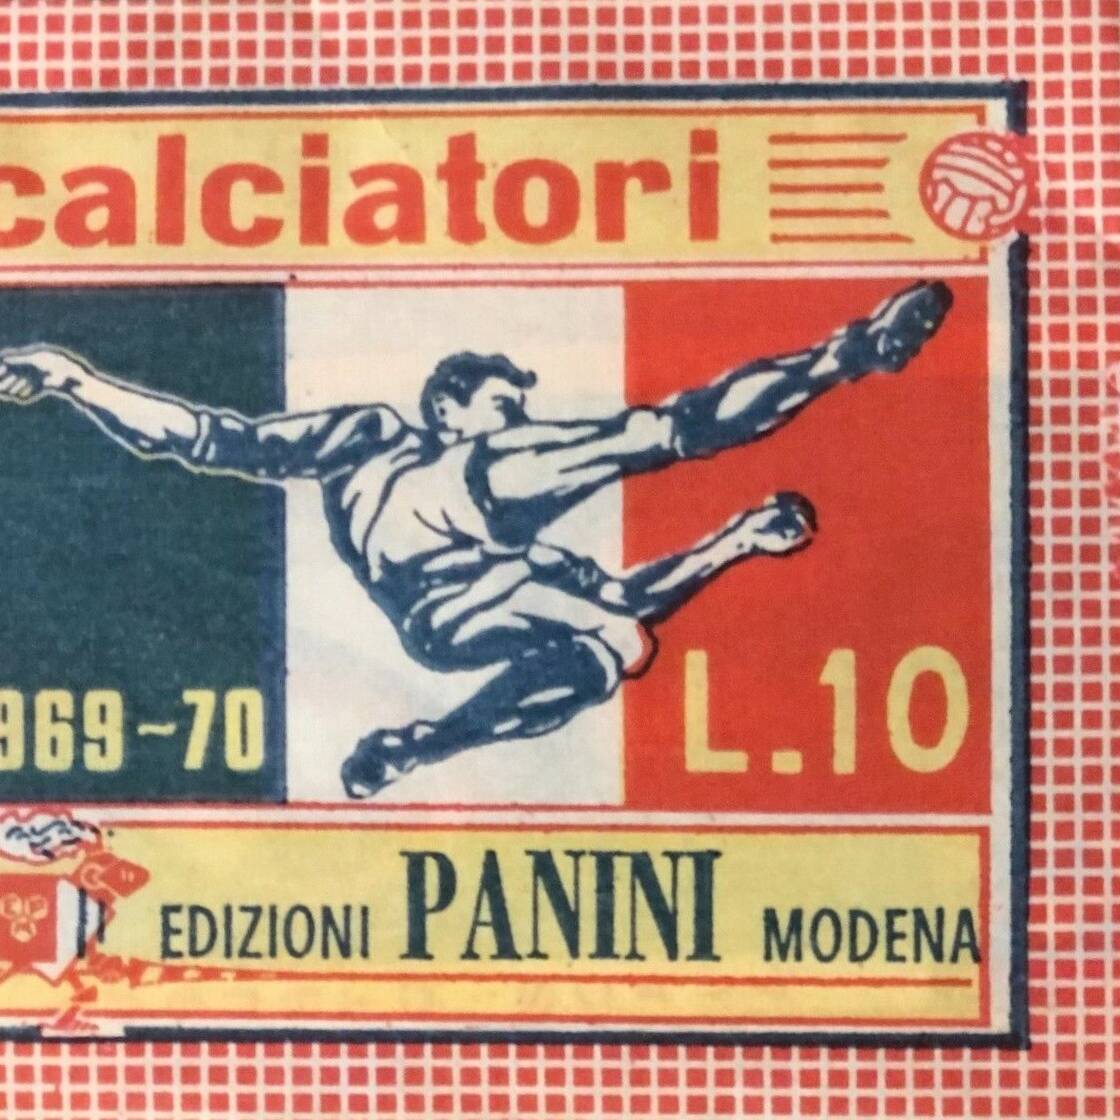 calciatori
969-70
L.10
EDIZIONI PANINI MODENA